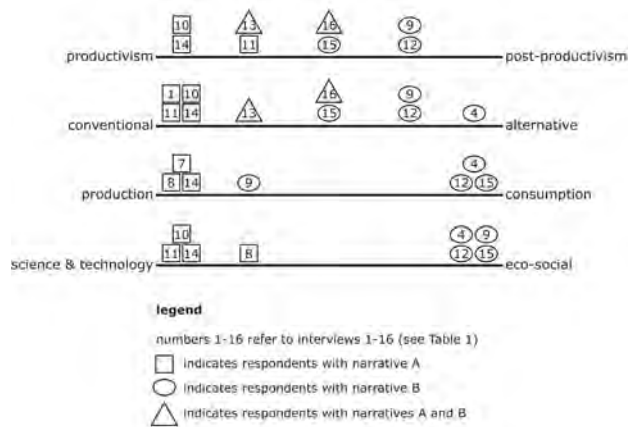 10 13 16 9
14 11 15 12
productivism post-productivism
1 10 16 9
11 14 13 15 12 4
conventional alternative
7 4
8 14 9 12 15
production consumption
10 4 9
11 14 8 12 15
science & technology eco-social
legend
numbers 1-16 refer to interviews 1-16 (see Table 1)
indicates respondents with narrative A
indicates respondents with narrative B
indicates respondents with narratives A and B